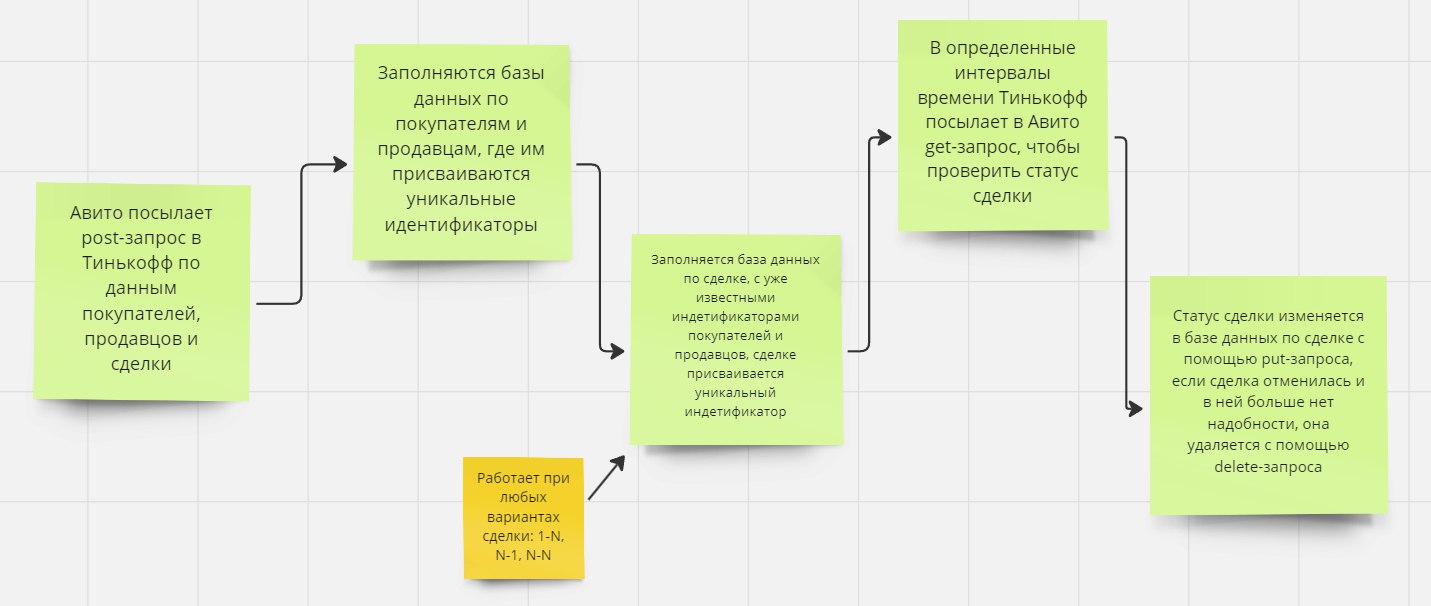 Авито посылает
post-запрос в
Тинькофф по
данным
покупателей,
продавцов и
сделки
Заполняются базы
данных по
покупателям и
продавцам, где им
присваиваются
уникальные
идентификаторы
Заполняется база данных
по сделке, с уже
известными
индетификаторами
покупателей и
продавцов, сделке
присваивается
уникальный
индетификатор
Работает при
любых
вариантах
сделки: 1-N,
N-1, N-N
В определенные
интервалы
времени Тинькофф
посылает в Авито
get-запрос, чтобы
проверить статус
сделки
Статус сделки изменяется
в базе данных по сделке с
помощью put-запроса,
если сделка отменилась и
в ней больше нет
надобности, она
удаляется с помощью
delete-запроса